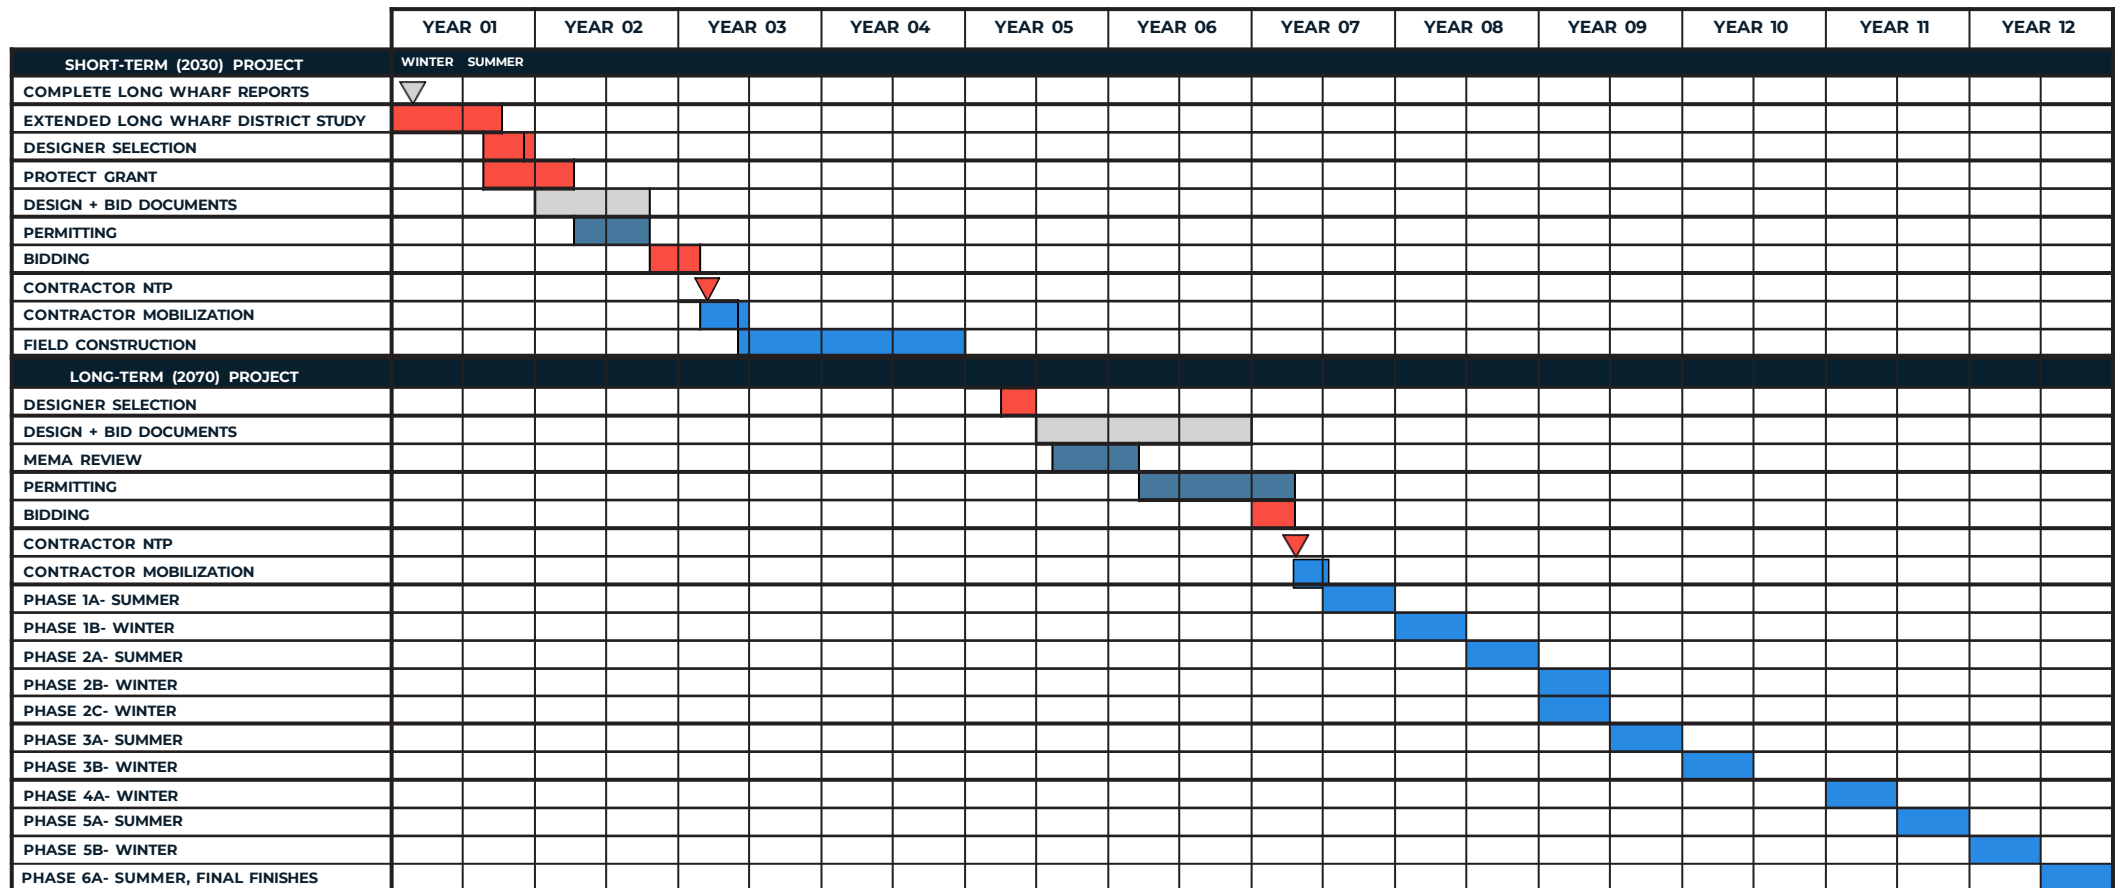 YEAR 01 YEAR 02 YEAR 03 YEAR 04 YEAR 05 YEAR 06 YEAR 07 YEAR 08 YEAR 09 YEAR 10 YEAR 11 YEAR 12
SHORT-TERM (2030) PROJECT WINTER SUMMER
COMPLETE LONG WHARF REPORTS
EXTENDED LONG WHARF DISTRICT STUDY
DESIGNER SELECTION
PROTECT GRANT
DESIGN + BID DOCUMENTS
PERMITTING
BIDDING
CONTRACTOR NTP
CONTRACTOR MOBILIZATION
FIELD CONSTRUCTION
LONG-TERM (2070) PROJECT
DESIGNER SELECTION
DESIGN + BID DOCUMENTS
MEMA REVIEW
PERMITTING
BIDDING
CONTRACTOR NTP
CONTRACTOR MOBILIZATION
PHASE 1A- SUMMER
PHASE 1B- WINTER
PHASE 2A- SUMMER
PHASE 2B- WINTER
PHASE 2C- WINTER
PHASE 3A- SUMMER
PHASE 3B- WINTER
PHASE 4A- WINTER
PHASE 5A- SUMMER
PHASE 5B- WINTER
PHASE 6A- SUMMER, FINAL FINISHES